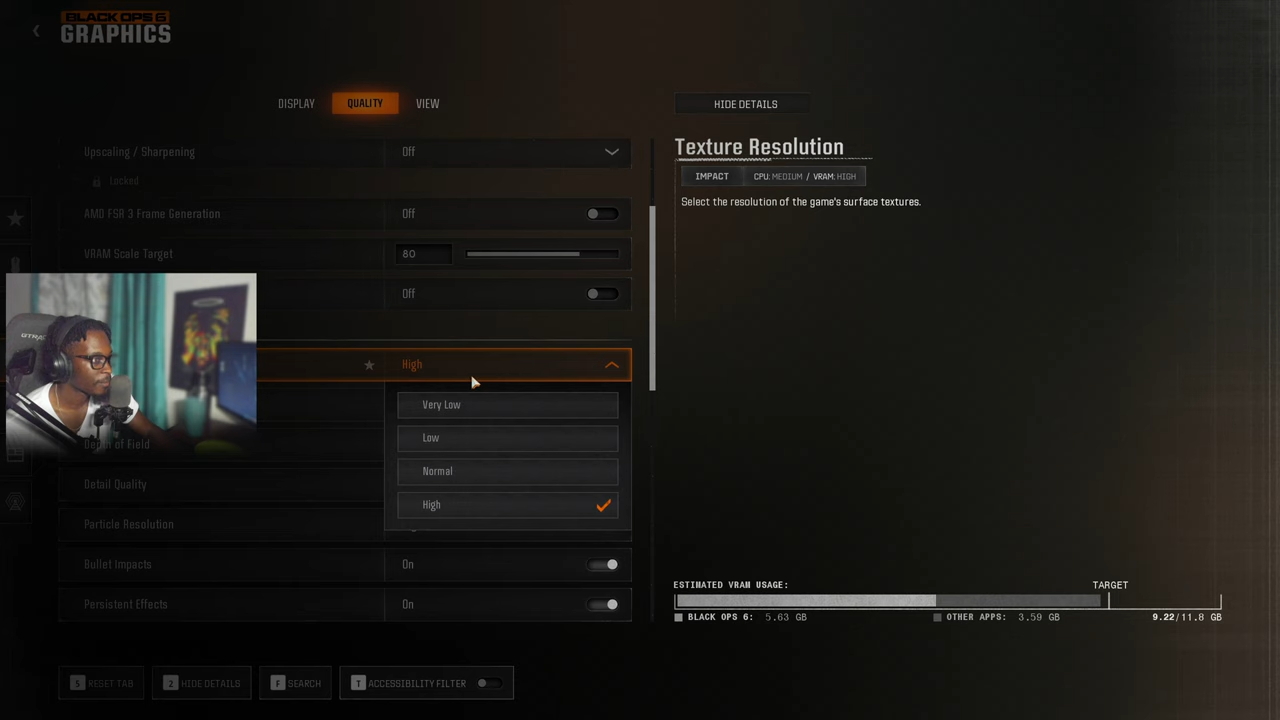 BLACK OPS 6
GRAPHICS
DISPLAY QUALITY VIEW
HIDE DETAILS
Upscaling / Sharpening Off
Locked
AMD FSR 3 Frame Generation Off
VRAM Scale Target 80
Off
High
Very Low
Low
Normal
High
Depth of Field
Detail Quality
Particle Resolution
Bullet Impacts On
Persistent Effects On
Texture Resolution
IMPACT CPU: MEDIUM / VRAM: HIGH
Select the resolution of the game's surface textures.
ESTIMATED VRAM USAGE: TARGET
BLACK OPS 6: 5.63 GB OTHER APPS: 3.59 GB 9.22/11.8 GB
S RESET TAB 2 HIDE DETAILS F SEARCH T ACCESSIBILITY FILTER